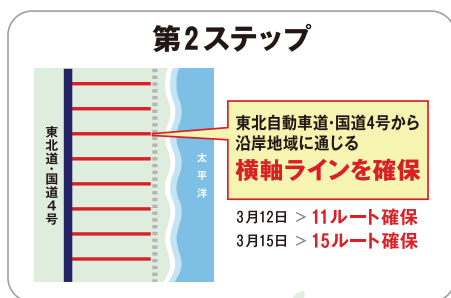 第2ステップ
東北道・国道4号
太平洋
東北自動車道・国道4号から
沿岸地域に通じる
横軸ラインを確保
3月12日 > 11ルート確保
3月15日 > 15ルート確保